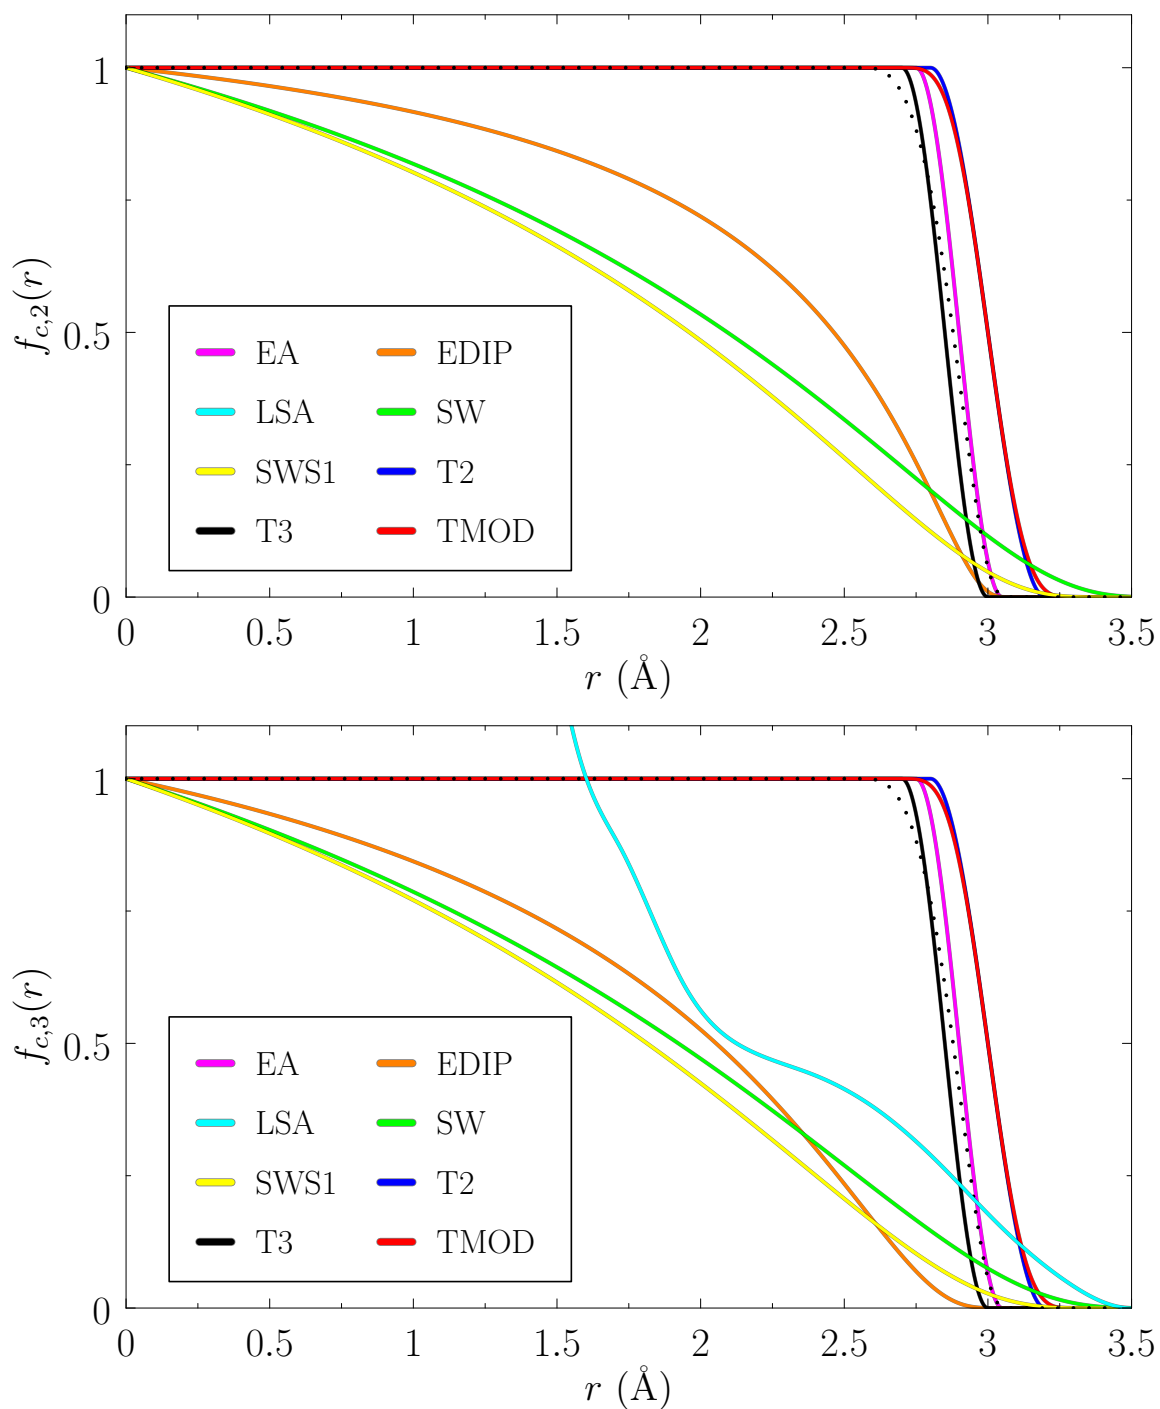 f_{c,2}(r)
1
0.5
0
EA EDIP
LSA SW
SWS1 T2
T3 TMOD
0 0.5 1 1.5 2 2.5 3 3.5
r (Å)
f_{c,3}(r)
1
0.5
0
EA EDIP
LSA SW
SWS1 T2
T3 TMOD
0 0.5 1 1.5 2 2.5 3 3.5
r (Å)